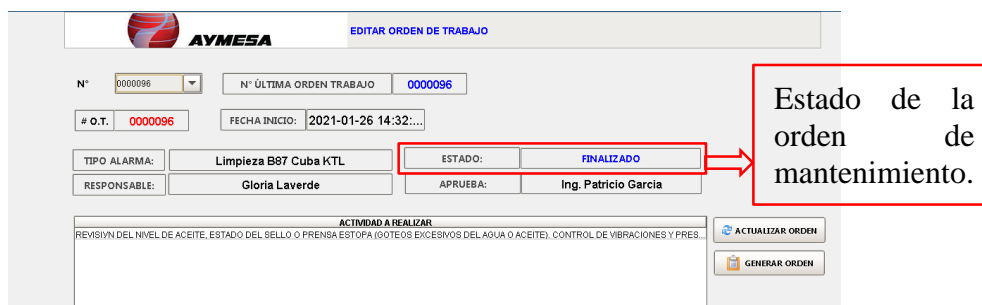 AYMESA
EDITAR ORDEN DE TRABAJO
N° 0000096 N° ÚLTIMA ORDEN TRABAJO 0000096
# O.T. 0000096 FECHA INICIO: 2021-01-26 14:32:...
TIPO ALARMA: Limpieza B87 Cuba KTL ESTADO: FINALIZADO
RESPONSABLE: Gloria Laverde APRUEBA: Ing. Patricio Garcia
Estado de la
orden de
mantenimiento.
ACTIVIDAD A REALIZAR
REVISIVN DEL NIVEL DE ACEITE, ESTADO DEL SELLO O PRENSA ESTOPA (GOTEOS EXCESIVOS DEL AGUA O ACEITE). CONTROL DE VIBRACIONES Y PRES...
ACTUALIZAR ORDEN
GENERAR ORDEN